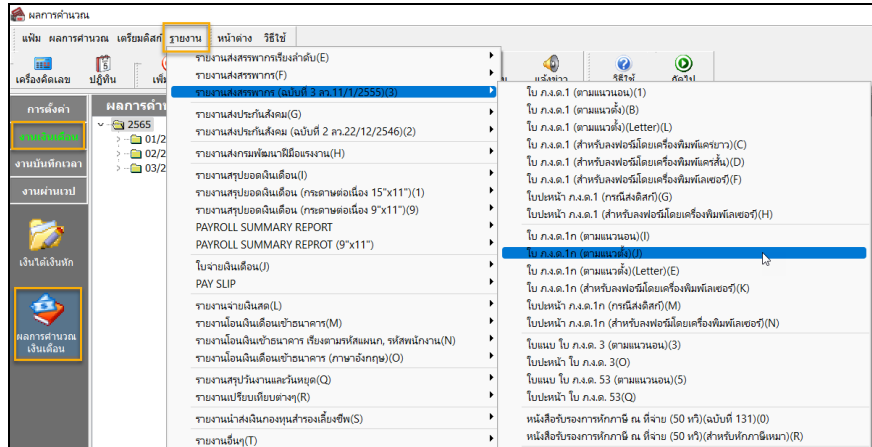 ผลการคำนวณ
แฟ้ม ผลการคำนวณ เตรียมดิสก์ รายงาน หน้าต่าง วิธีใช้
เครื่องคิดเลข ปฏิทิน แจ้งข่าว วิธีใช้ ถัดไป
การตั้งค่า
งานเงินเดือน
งานบันทึกเวลา
งานผ่านเวป
เงินได้เงินหัก
ผลการคำนวณ
เงินเดือน
2565
01/2
02/2
03/2
รายงานส่งสรรพากรเรียงลำดับ(E)
รายงานส่งสรรพากร(F)
รายงานส่งสรรพากร (ฉบับที่ 3 ลว.11/1/2555)(3)
รายงานส่งประกันสังคม(G)
รายงานส่งประกันสังคม (ฉบับที่ 2 ลว.22/12/2546)(2)
รายงานส่งกรมพัฒนาฝีมือแรงงาน(H)
รายงานสรุปยอดเงินเดือน(I)
รายงานสรุปยอดเงินเดือน (กระดาษต่อเนื่อง 15"x11")(1)
รายงานสรุปยอดเงินเดือน (กระดาษต่อเนื่อง 9"x11")(9)
PAYROLL SUMMARY REPORT
PAYROLL SUMMARY REPROT (9"x11")
ใบจ่ายเงินเดือน(J)
PAY SLIP
รายงานจ่ายเงินสด(L)
รายงานโอนเงินเดือนเข้าธนาคาร(M)
รายงานโอนเงินเข้าธนาคาร เรียงตามรหัสแผนก, รหัสพนักงาน(N)
รายงานโอนเงินเดือนเข้าธนาคาร (ภาษาอังกฤษ)(O)
รายงานสรุปวันงานและวันหยุด(Q)
รายงานเปรียบเทียบต่างๆ(R)
รายงานนำส่งเงินกองทุนสำรองเลี้ยงชีพ(S)
รายงานอื่นๆ(T)
ใบ ภ.ง.ด.1 (ตามแนวนอน)(1)
ใบ ภ.ง.ด.1 (ตามแนวตั้ง)(B)
ใบ ภ.ง.ด.1 (ตามแนวตั้ง)(Letter)(L)
ใบ ภ.ง.ด.1 (สำหรับลงฟอร์มโดยเครื่องพิมพ์แคร่ยาว)(C)
ใบ ภ.ง.ด.1 (สำหรับลงฟอร์มโดยเครื่องพิมพ์แคร่สั้น)(D)
ใบ ภ.ง.ด.1 (สำหรับลงฟอร์มโดยเครื่องพิมพ์เลเซอร์)(F)
ใบปะหน้า ภ.ง.ด.1 (กรณีส่งดิสก์)(G)
ใบปะหน้า ภ.ง.ด.1 (สำหรับลงฟอร์มโดยเครื่องพิมพ์เลเซอร์)(H)
ใบ ภ.ง.ด.1ก (ตามแนวนอน)(I)
ใบ ภ.ง.ด.1ก (ตามแนวตั้ง)(J)
ใบ ภ.ง.ด.1ก (ตามแนวตั้ง)(Letter)(E)
ใบ ภ.ง.ด.1ก (สำหรับลงฟอร์มโดยเครื่องพิมพ์เลเซอร์)(K)
ใบปะหน้า ภ.ง.ด.1ก (กรณีส่งดิสก์)(M)
ใบปะหน้า ภ.ง.ด.1ก (สำหรับลงฟอร์มโดยเครื่องพิมพ์เลเซอร์)(N)
ใบแนบ ใบ ภ.ง.ด. 3 (ตามแนวนอน)(3)
ใบปะหน้า ใบ ภ.ง.ด. 3(O)
ใบแนบ ใบ ภ.ง.ด. 53 (ตามแนวนอน)(5)
ใบปะหน้า ใบ ภ.ง.ด. 53(Q)
หนังสือรับรองการหักภาษี ณ ที่จ่าย (50 ทวิ)(ฉบับที่ 131)(0)
หนังสือรับรองการหักภาษี ณ ที่จ่าย (50 ทวิ)(สำหรับหักภาษีเหมา)(R)